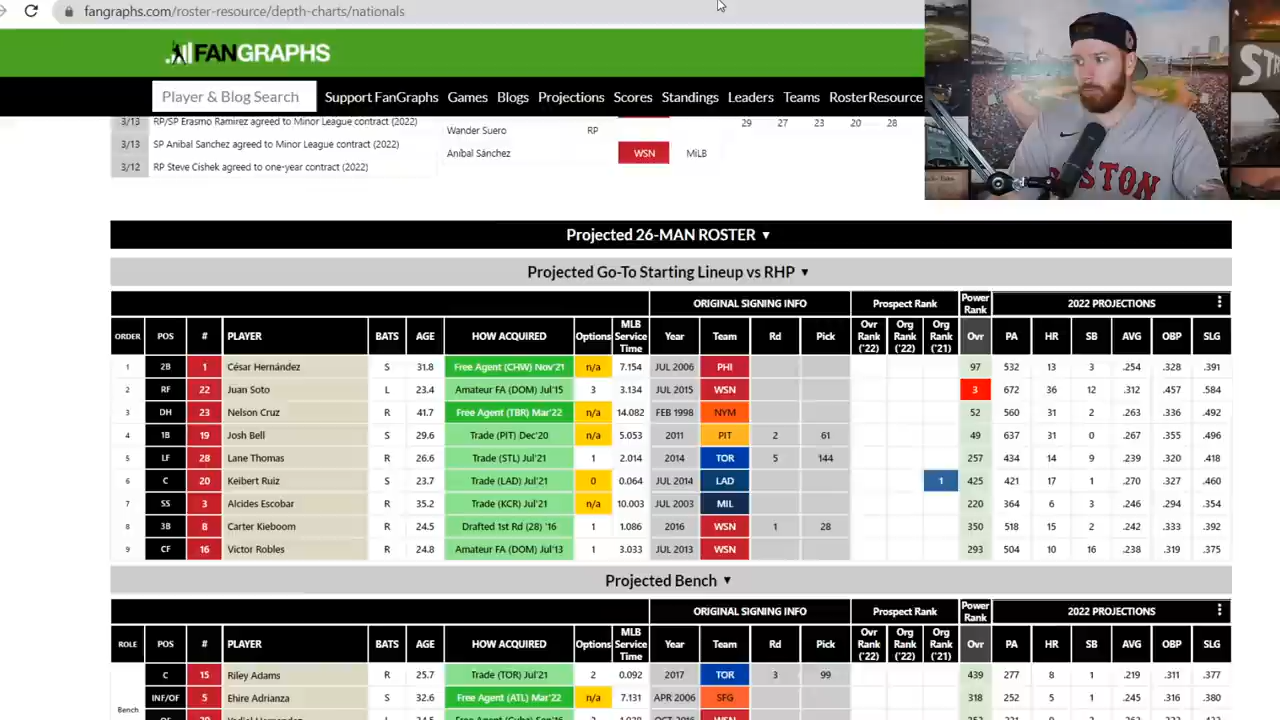 fangraphs.com/roster-resource/depth-charts/nationals
FANGRAPHS
Player & Blog Search Support FanGraphs Games Blogs Projections Scores Standings Leaders Teams RosterResource
3/13 RP/SP Erasmo Ramirez agreed to Minor League contract (2022)
3/13 SP Anibal Sanchez agreed to Minor League contract (2022)
3/12 RP Steve Cishek agreed to one-year contract (2022)
29 27 23 20 28
Wander Suero RP
Aníbal Sánchez WSN MiLB
BOSTON
Projected 26-MAN ROSTER ▼
Projected Go-To Starting Lineup vs RHP ▼
ORIGINAL SIGNING INFO Prospect Rank Power Rank 2022 PROJECTIONS
ORDER POS # PLAYER BATS AGE HOW ACQUIRED Options MLB Service Time Year Team Rd Pick Ovr Rank ('22) Org Rank ('22) Org Rank ('21) Ovr PA HR SB AVG OBP SLG
1 2B 1 César Hernández S 31.8 Free Agent (CHW) Nov'21 n/a 7.154 JUL 2006 PHI 97 532 13 3 .254 .328 .391
2 RF 22 Juan Soto L 23.4 Amateur FA (DOM) Jul'15 3 3.134 JUL 2015 WSN 3 672 36 12 .312 .457 .584
3 DH 23 Nelson Cruz R 41.7 Free Agent (TBR) Mar'22 n/a 14.082 FEB 1998 NYM 52 560 31 2 .263 .336 .492
4 1B 19 Josh Bell S 29.6 Trade (PIT) Dec'20 n/a 5.053 2011 PIT 2 61 49 637 31 0 .267 .355 .496
5 LF 28 Lane Thomas R 26.6 Trade (STL) Jul'21 1 2.014 2014 TOR 5 144 257 434 14 9 .239 .320 .418
6 C 20 Keibert Ruiz S 23.7 Trade (LAD) Jul'21 0 0.064 JUL 2014 LAD 1 425 421 17 1 .270 .327 .460
7 SS 3 Alcides Escobar R 35.2 Trade (KCR) Jul'21 n/a 10.003 JUL 2003 MIL 220 364 6 3 .246 .294 .354
8 3B 8 Carter Kieboom R 24.5 Drafted 1st Rd (28) '16 1 1.086 2016 WSN 1 28 350 518 15 2 .242 .333 .392
9 CF 16 Victor Robles R 24.8 Amateur FA (DOM) Jul'13 1 3.033 JUL 2013 WSN 293 504 10 16 .238 .319 .375
Projected Bench ▼
ORIGINAL SIGNING INFO Prospect Rank Power Rank 2022 PROJECTIONS
ROLE POS # PLAYER BATS AGE HOW ACQUIRED Options MLB Service Time Year Team Rd Pick Ovr Rank ('22) Org Rank ('22) Org Rank ('21) Ovr PA HR SB AVG OBP SLG
Bench
C 15 Riley Adams R 25.7 Trade (TOR) Jul'21 2 0.092 2017 TOR 3 99 439 277 8 1 .219 .311 .377
INF/OF 5 Ehire Adrianza S 32.6 Free Agent (ATL) Mar'22 n/a 7.131 APR 2006 SFG 318 252 5 1 .245 .316 .380